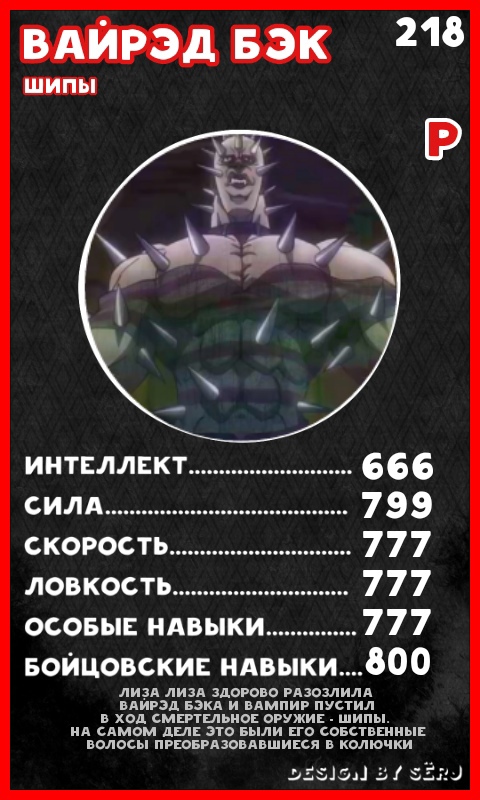 ВАЙРЭД БЭК
218
ШИПЫ
Р
ИНТЕЛЛЕКТ............................ 666
СИЛА.......................................... 799
СКОРОСТЬ............................... 777
ЛОВКОСТЬ.............................. 777
ОСОБЫЕ НАВЫКИ............... 777
БОЙЦОВСКИЕ НАВЫКИ.... 800
ЛИЗА ЛИЗА ЗДОРОВО РАЗОЗЛИЛА
ВАЙРЭД БЭКА И ВАМПИР ПУСТИЛ
В ХОД СМЕРТЕЛЬНОЕ ОРУЖИЕ - ШИПЫ.
НА САМОМ ДЕЛЕ ЭТО БЫЛИ ЕГО СОБСТВЕННЫЕ
ВОЛОСЫ ПРЕОБРАЗОВАВШИЕСЯ В КОЛЮЧКИ
DESIGN BY SЁRJ